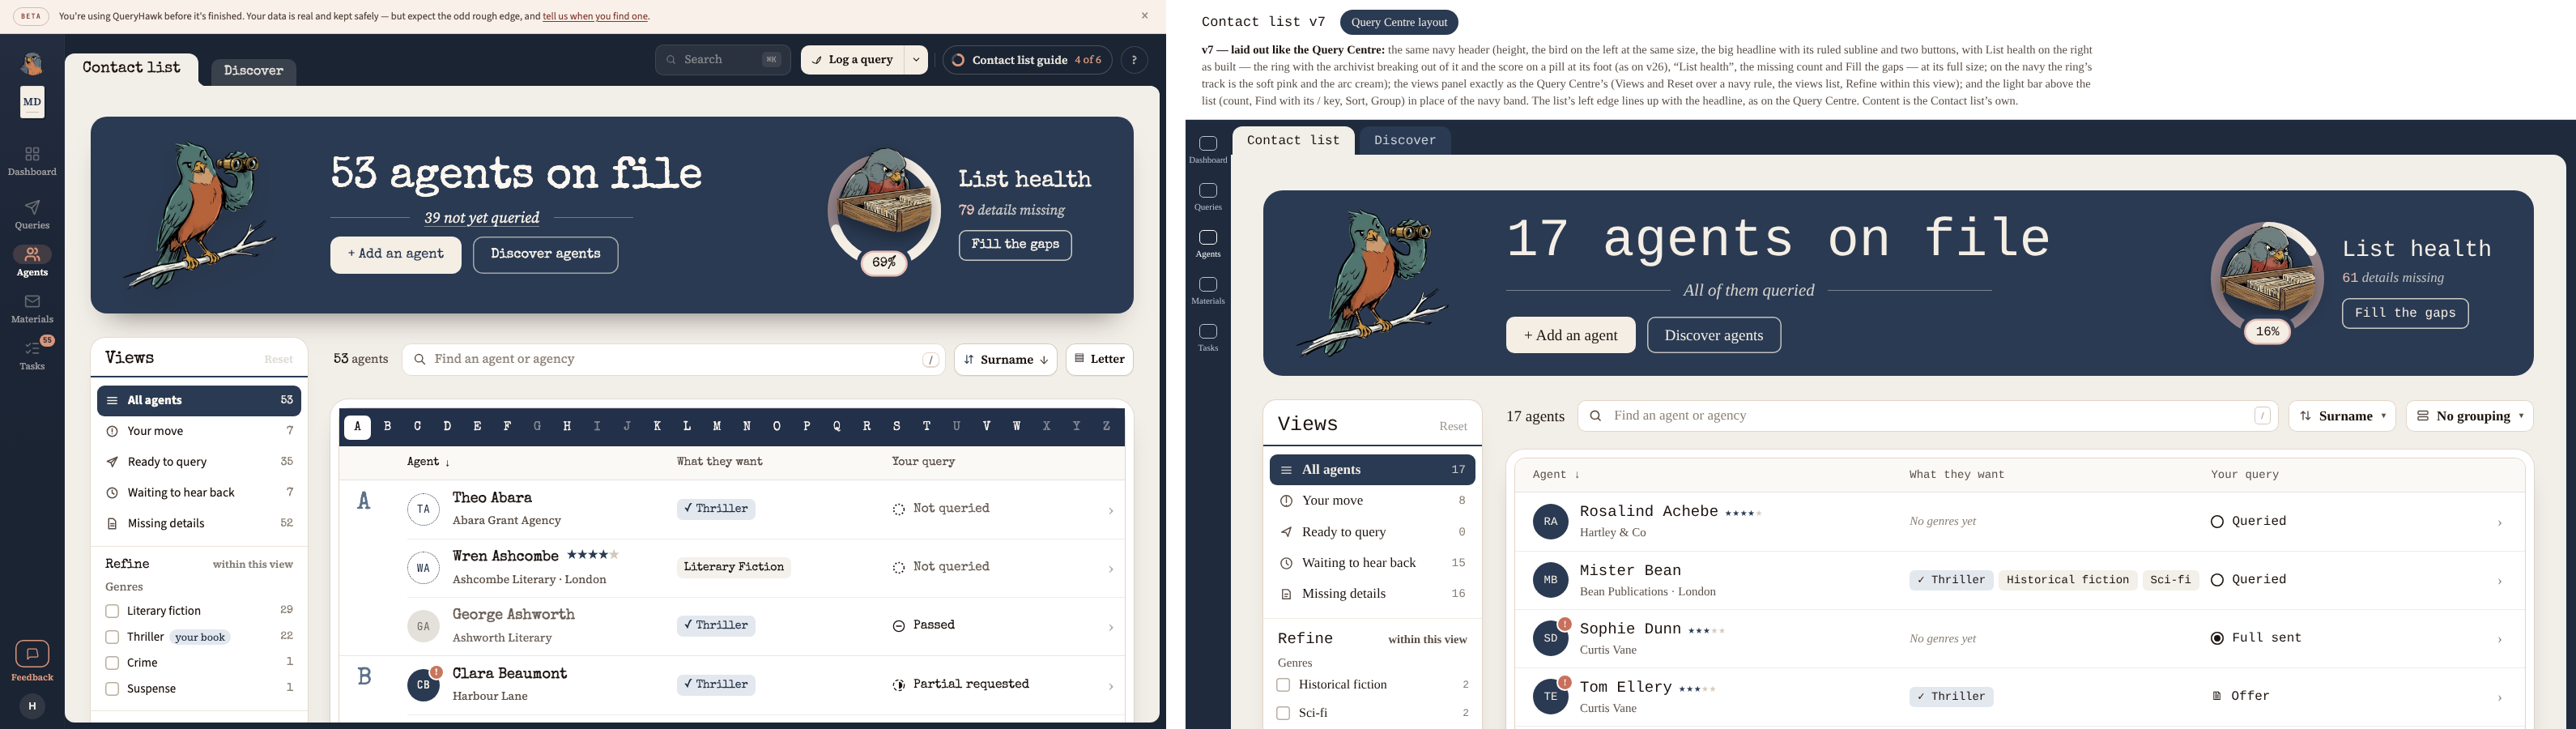 BETA You're using QueryHawk before it's finished. Your data is real and kept safely — but expect the odd rough edge, and tell us when you find one. ×
Contact list
Discover
Search ⌘K
Log a query
Contact list guide 4 of 6
?
MD
Dashboard
Queries
Agents
Materials
55
Tasks
Feedback
H
53 agents on file
39 not yet queried
+ Add an agent
Discover agents
69%
List health
79 details missing
Fill the gaps
Views
Reset
All agents 53
Your move 7
Ready to query 35
Waiting to hear back 7
Missing details 52
Refine within this view
Genres
Literary fiction 29
Thriller your book 22
Crime 1
Suspense 1
53 agents
Find an agent or agency /
Surname ↓
Letter
A B C D E F G H I J K L M N O P Q R S T U V W X Y Z
Agent ↓ What they want Your query
A
TA Theo Abara ✓ Thriller Not queried ›
Abara Grant Agency
WA Wren Ashcombe ★★★★★ Literary Fiction Not queried ›
Ashcombe Literary · London
GA George Ashworth ✓ Thriller Passed ›
Ashworth Literary
B
CB ! Clara Beaumont ✓ Thriller Partial requested ›
Harbour Lane
Contact list v7 Query Centre layout
v7 — laid out like the Query Centre: the same navy header (height, the bird on the left at the same size, the big headline with its ruled subline and two buttons, with List health on the right
as built — the ring with the archivist breaking out of it and the score on a pill at its foot (as on v26), “List health”, the missing count and Fill the gaps — at its full size; on the navy the ring’s
track is the soft pink and the arc cream); the views panel exactly as the Query Centre’s (Views and Reset over a navy rule, the views list, Refine within this view); and the light bar above the
list (count, Find with its / key, Sort, Group) in place of the navy band. The list’s left edge lines up with the headline, as on the Query Centre. Content is the Contact list’s own.
Dashboard
Queries
Agents
Materials
Tasks
Contact list
Discover
17 agents on file
All of them queried
+ Add an agent
Discover agents
16%
List health
61 details missing
Fill the gaps
Views
Reset
All agents 17
Your move 8
Ready to query 0
Waiting to hear back 15
Missing details 16
Refine within this view
Genres
Historical fiction 2
Sci-fi 2
17 agents
Find an agent or agency /
Surname ▾
No grouping ▾
Agent ↓ What they want Your query
RA Rosalind Achebe ★★★★★ No genres yet Queried ›
Hartley & Co
MB Mister Bean ✓ Thriller Historical fiction Sci-fi Queried ›
Bean Publications · London
SD ! Sophie Dunn ★★★★★ No genres yet Full sent ›
Curtis Vane
TE ! Tom Ellery ★★★★★ ✓ Thriller Offer ›
Curtis Vane